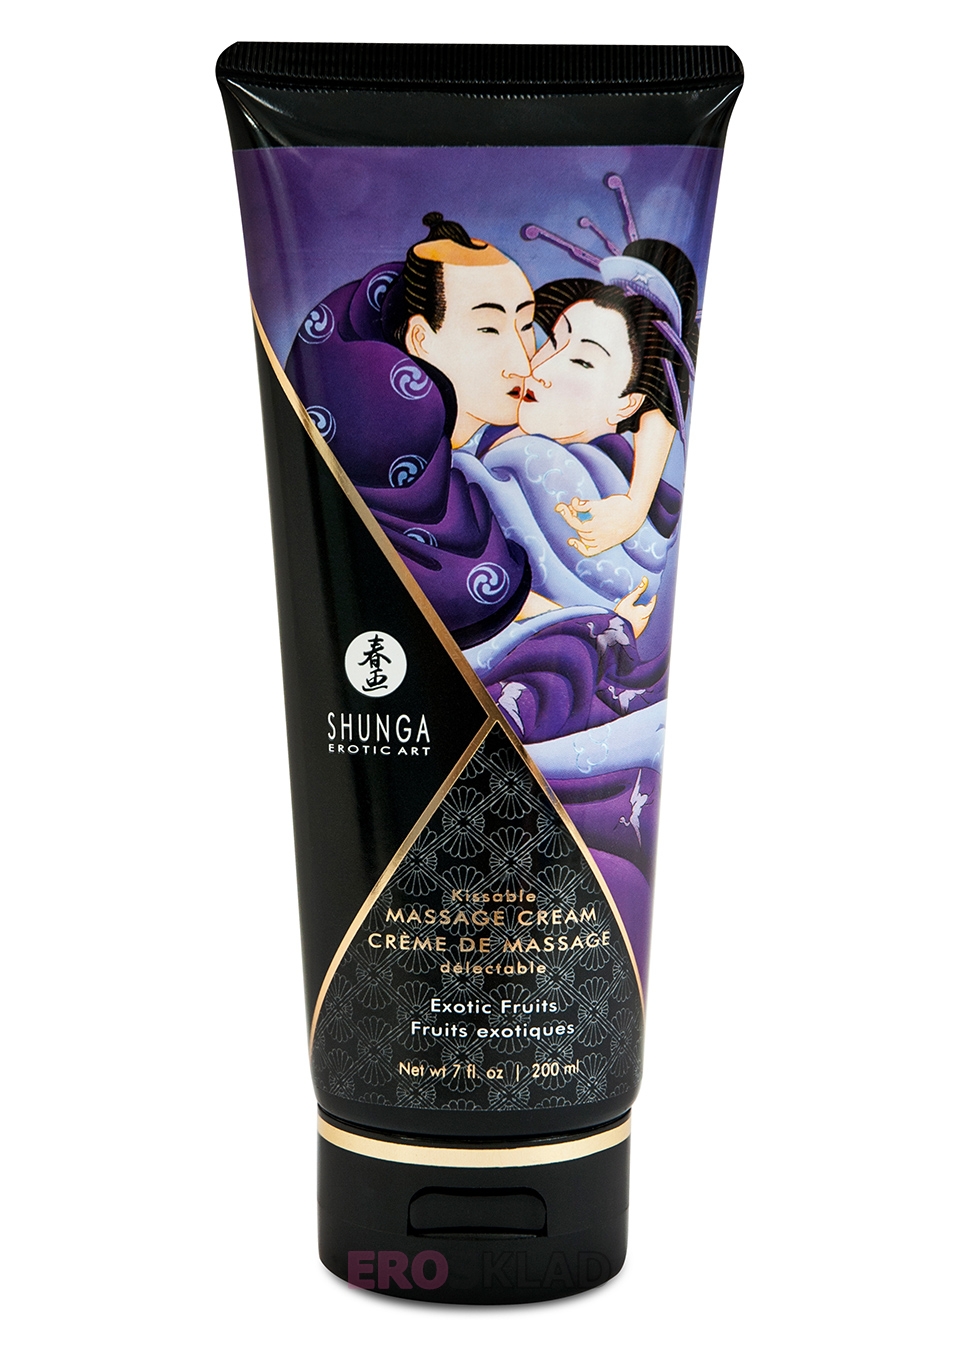 春画
SHUNGA
EROTIC ART
Kissable
MASSAGE CREAM
CRÈME DE MASSAGE
délectable
Exotic Fruits
Fruits exotiques
Net wt 7 fl. oz | 200 ml
ERO KLAD